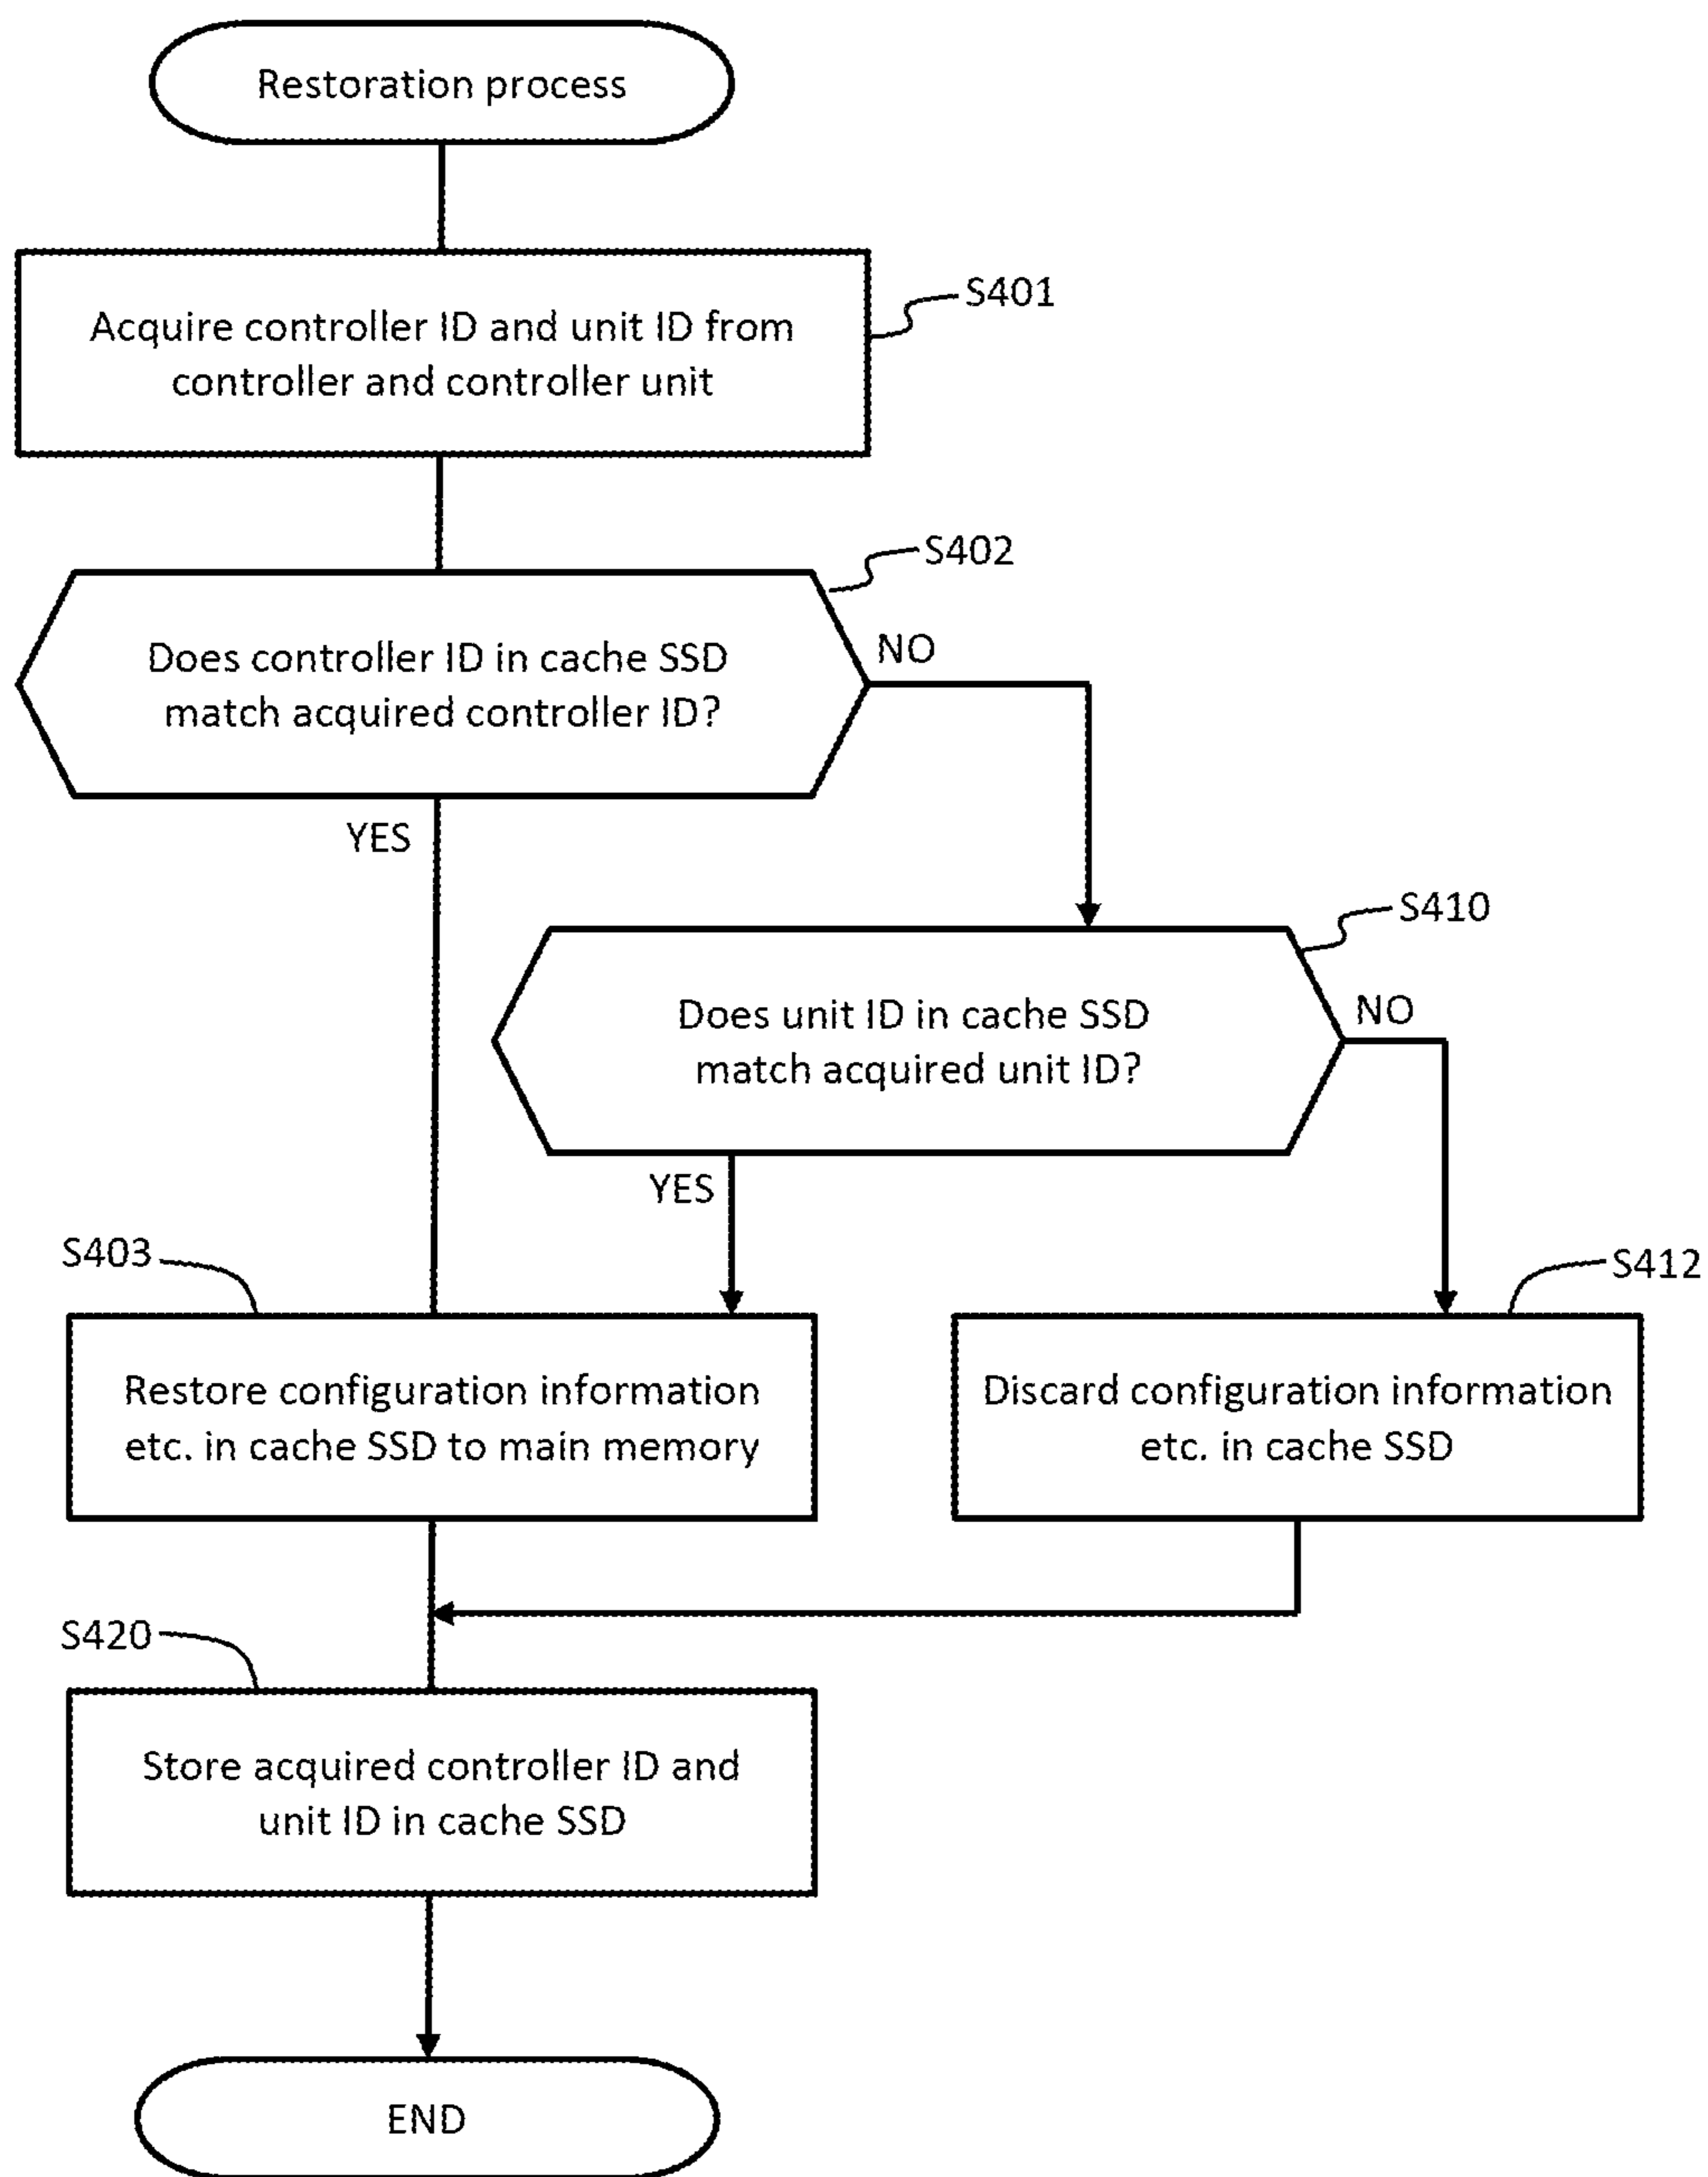 Restoration process
S401
Acquire controller ID and unit ID from
controller and controller unit
S402
Does controller ID in cache SSD
match acquired controller ID?
NO
YES
S410
Does unit ID in cache SSD
match acquired unit ID?
NO
YES
S403
Restore configuration information
etc. in cache SSD to main memory
S412
Discard configuration information
etc. in cache SSD
S420
Store acquired controller ID and
unit ID in cache SSD
END